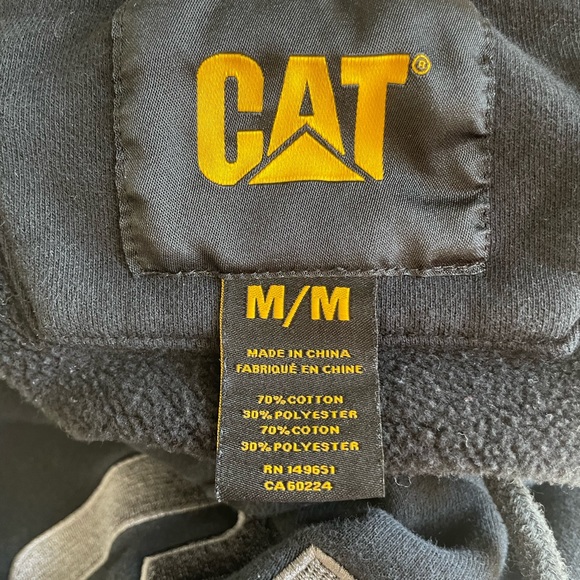 CAT®
M/M
MADE IN CHINA
FABRIQUÉ EN CHINE
70% COTTON
30% POLYESTER
70% COTON
30% POLYESTER
RN 149651
CA 60224